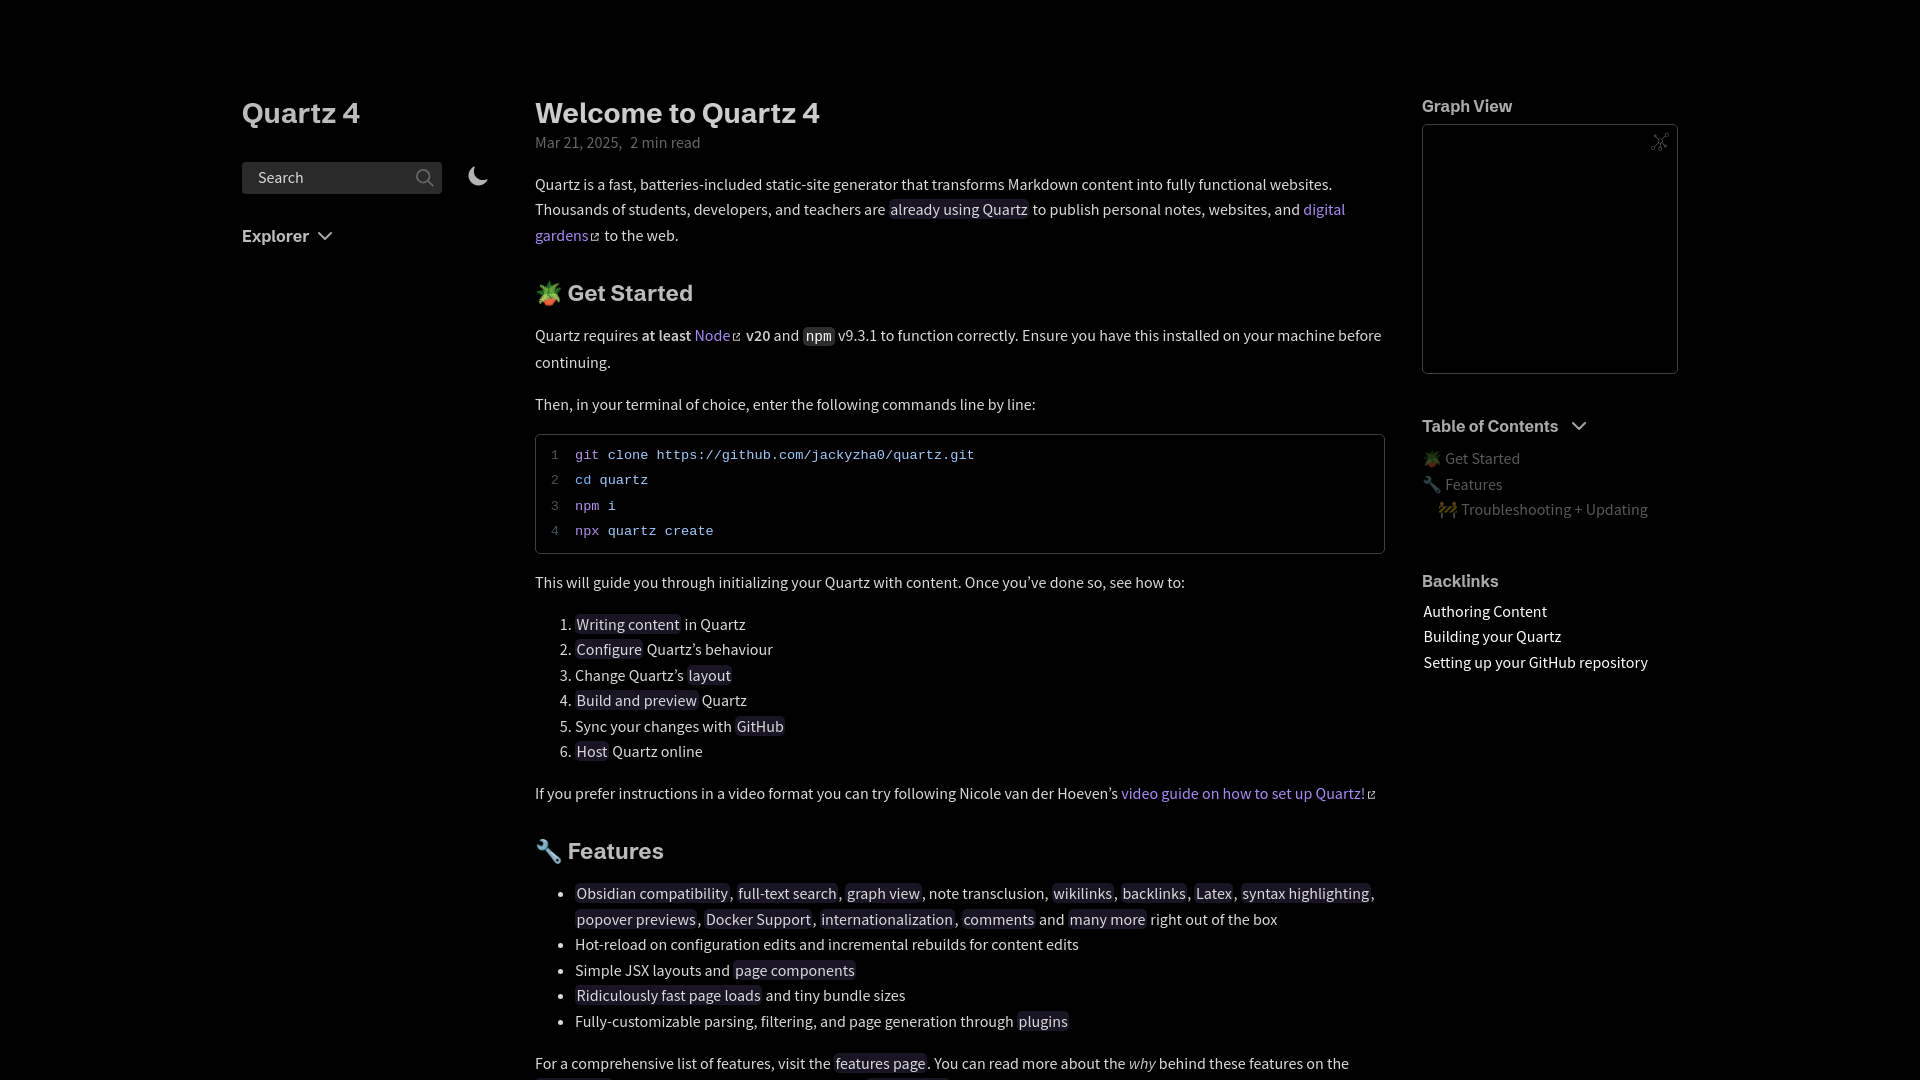 Quartz 4
Search
Explorer
Welcome to Quartz 4
Mar 21, 2025, 2 min read
Quartz is a fast, batteries-included static-site generator that transforms Markdown content into fully functional websites.
Thousands of students, developers, and teachers are already using Quartz to publish personal notes, websites, and digital
gardens to the web.
🪴 Get Started
Quartz requires at least Node v20 and npm v9.3.1 to function correctly. Ensure you have this installed on your machine before
continuing.
Then, in your terminal of choice, enter the following commands line by line:
1 git clone https://github.com/jackyzha0/quartz.git
2 cd quartz
3 npm i
4 npx quartz create
This will guide you through initializing your Quartz with content. Once you’ve done so, see how to:
1. Writing content in Quartz
2. Configure Quartz’s behaviour
3. Change Quartz’s layout
4. Build and preview Quartz
5. Sync your changes with GitHub
6. Host Quartz online
If you prefer instructions in a video format you can try following Nicole van der Hoeven’s video guide on how to set up Quartz!
🔧 Features
• Obsidian compatibility, full-text search, graph view, note transclusion, wikilinks, backlinks, Latex, syntax highlighting,
popover previews, Docker Support, internationalization, comments and many more right out of the box
• Hot-reload on configuration edits and incremental rebuilds for content edits
• Simple JSX layouts and page components
• Ridiculously fast page loads and tiny bundle sizes
• Fully-customizable parsing, filtering, and page generation through plugins
For a comprehensive list of features, visit the features page. You can read more about the why behind these features on the
Graph View
Table of Contents
🪴 Get Started
🔧 Features
🚧 Troubleshooting + Updating
Backlinks
Authoring Content
Building your Quartz
Setting up your GitHub repository